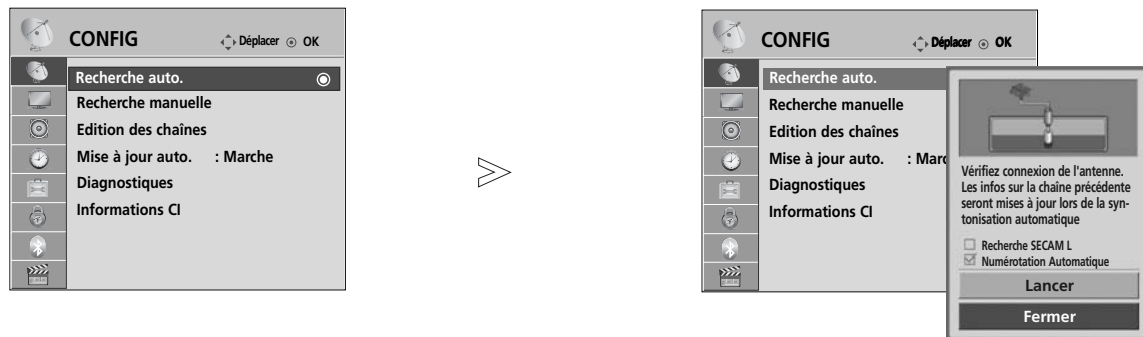 CONFIG
Déplacer OK
Recherche auto.
Recherche manuelle
Edition des chaînes
Mise à jour auto. : Marche
Diagnostiques
Informations CI
CONFIG
Déplacer OK
Recherche auto.
Recherche manuelle
Edition des chaînes
Mise à jour auto. : Marc
Diagnostiques
Informations CI
Vérifiez connexion de l'antenne.
Les infos sur la chaîne précédente
seront mises à jour lors de la syn-
tonisation automatique
Recherche SECAM L
Numérotation Automatique
Lancer
Fermer